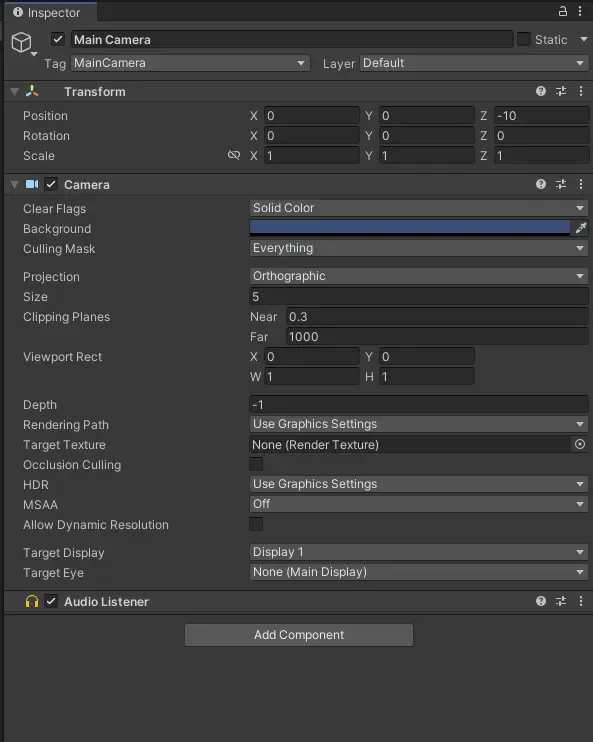 Inspector
Main Camera Static
Tag MainCamera Layer Default
Transform
Position X 0 Y 0 Z -10
Rotation X 0 Y 0 Z 0
Scale X 1 Y 1 Z 1
Camera
Clear Flags Solid Color
Background
Culling Mask Everything
Projection Orthographic
Size 5
Clipping Planes Near 0.3
Far 1000
Viewport Rect X 0 Y 0
W 1 H 1
Depth -1
Rendering Path Use Graphics Settings
Target Texture None (Render Texture)
Occlusion Culling
HDR Use Graphics Settings
MSAA Off
Allow Dynamic Resolution
Target Display Display 1
Target Eye None (Main Display)
Audio Listener
Add Component